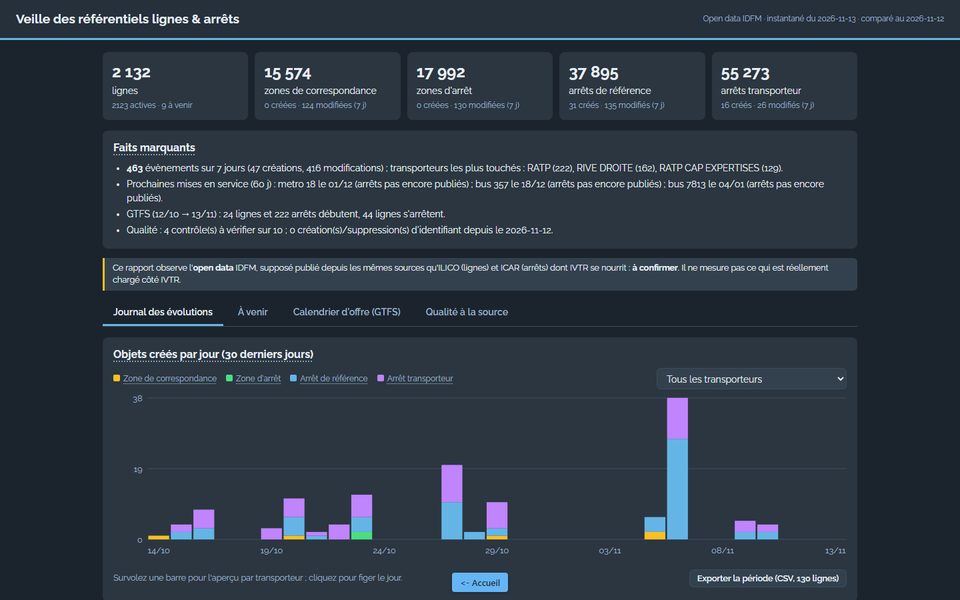 Veille des référentiels lignes & arrêts
Open data IDFM · instantané du 2026-11-13 · comparé au 2026-11-12
2 132
lignes
2123 actives · 9 à venir
15 574
zones de correspondance
0 créées · 124 modifiées (7 j)
17 992
zones d'arrêt
0 créées · 130 modifiées (7 j)
37 895
arrêts de référence
31 créés · 135 modifiés (7 j)
55 273
arrêts transporteur
16 créés · 26 modifiés (7 j)
Faits marquants
463 évènements sur 7 jours (47 créations, 416 modifications) ; transporteurs les plus touchés : RATP (222), RIVE DROITE (162), RATP CAP EXPERTISES (129).
Prochaines mises en service (60 j) : metro 18 le 01/12 (arrêts pas encore publiés) ; bus 357 le 18/12 (arrêts pas encore publiés) ; bus 7813 le 04/01 (arrêts pas encore
publiés).
GTFS (12/10 → 13/11) : 24 lignes et 222 arrêts débutent, 44 lignes s'arrêtent.
Qualité : 4 contrôle(s) à vérifier sur 10 ; 0 création(s)/suppression(s) d'identifiant depuis le 2026-11-12.
Ce rapport observe l'open data IDFM, supposé publié depuis les mêmes sources qu'ILICO (lignes) et ICAR (arrêts) dont IVTR se nourrit : à confirmer. Il ne mesure pas ce qui est réellement
chargé côté IVTR.
Journal des évolutions
À venir
Calendrier d'offre (GTFS)
Qualité à la source
Objets créés par jour (30 derniers jours)
Zone de correspondance
Zone d'arrêt
Arrêt de référence
Arrêt transporteur
Tous les transporteurs
38
19
0
14/10
19/10
24/10
29/10
03/11
08/11
13/11
Survolez une barre pour l'aperçu par transporteur ; cliquez pour figer le jour.
<- Accueil
Exporter la période (CSV, 130 lignes)